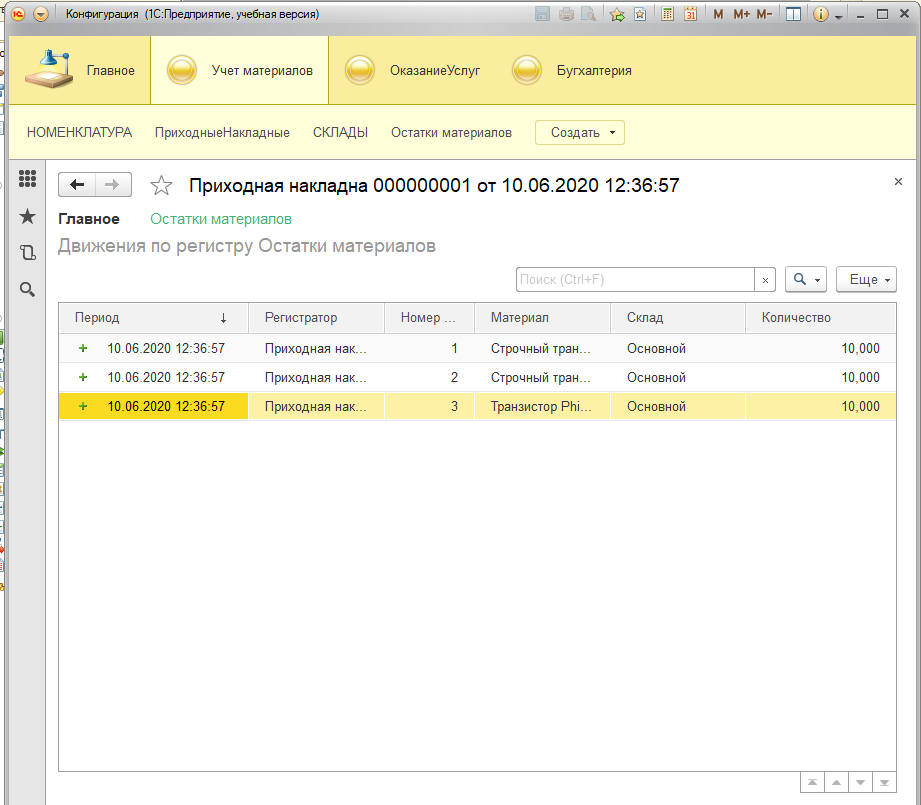 Конфигурация (1С:Предприятие, учебная версия)
31 M M+ M-
Главное Учет материалов ОказаниеУслуг Бугхалтерия
НОМЕНКЛАТУРА ПриходныеНакладные СКЛАДЫ Остатки материалов Создать
Приходная накладна 000000001 от 10.06.2020 12:36:57
Главное Остатки материалов
Движения по регистру Остатки материалов
Поиск (Ctrl+F) × Еще
Период ↓ Регистратор Номер ... Материал Склад Количество
+ 10.06.2020 12:36:57 Приходная нак... 1 Строчный тран... Основной 10,000
+ 10.06.2020 12:36:57 Приходная нак... 2 Строчный тран... Основной 10,000
+ 10.06.2020 12:36:57 Приходная нак... 3 Транзистор Phi... Основной 10,000